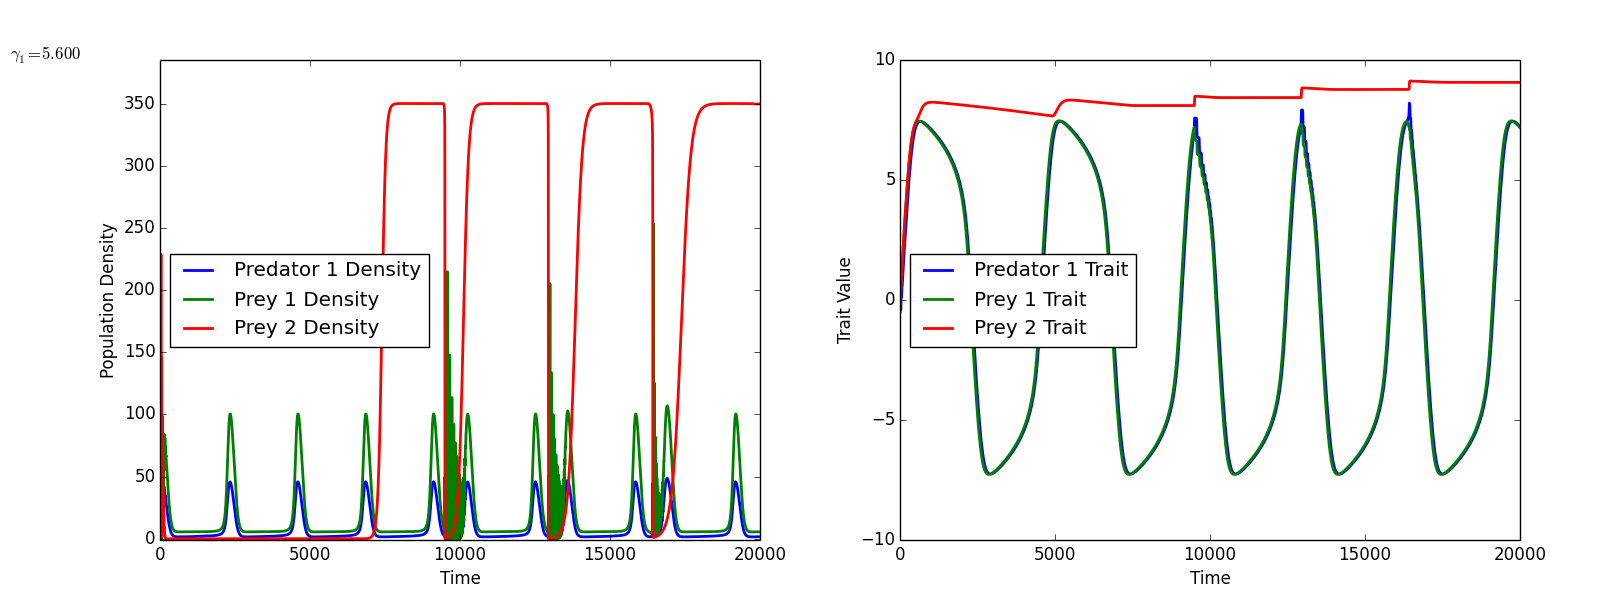 γ1=5.600
350
300
250
200
150
100
50
0
0 5000 10000 15000 20000
Time
Population Density
Predator 1 Density
Prey 1 Density
Prey 2 Density
10
5
0
−5
−10
0 5000 10000 15000 20000
Time
Trait Value
Predator 1 Trait
Prey 1 Trait
Prey 2 Trait